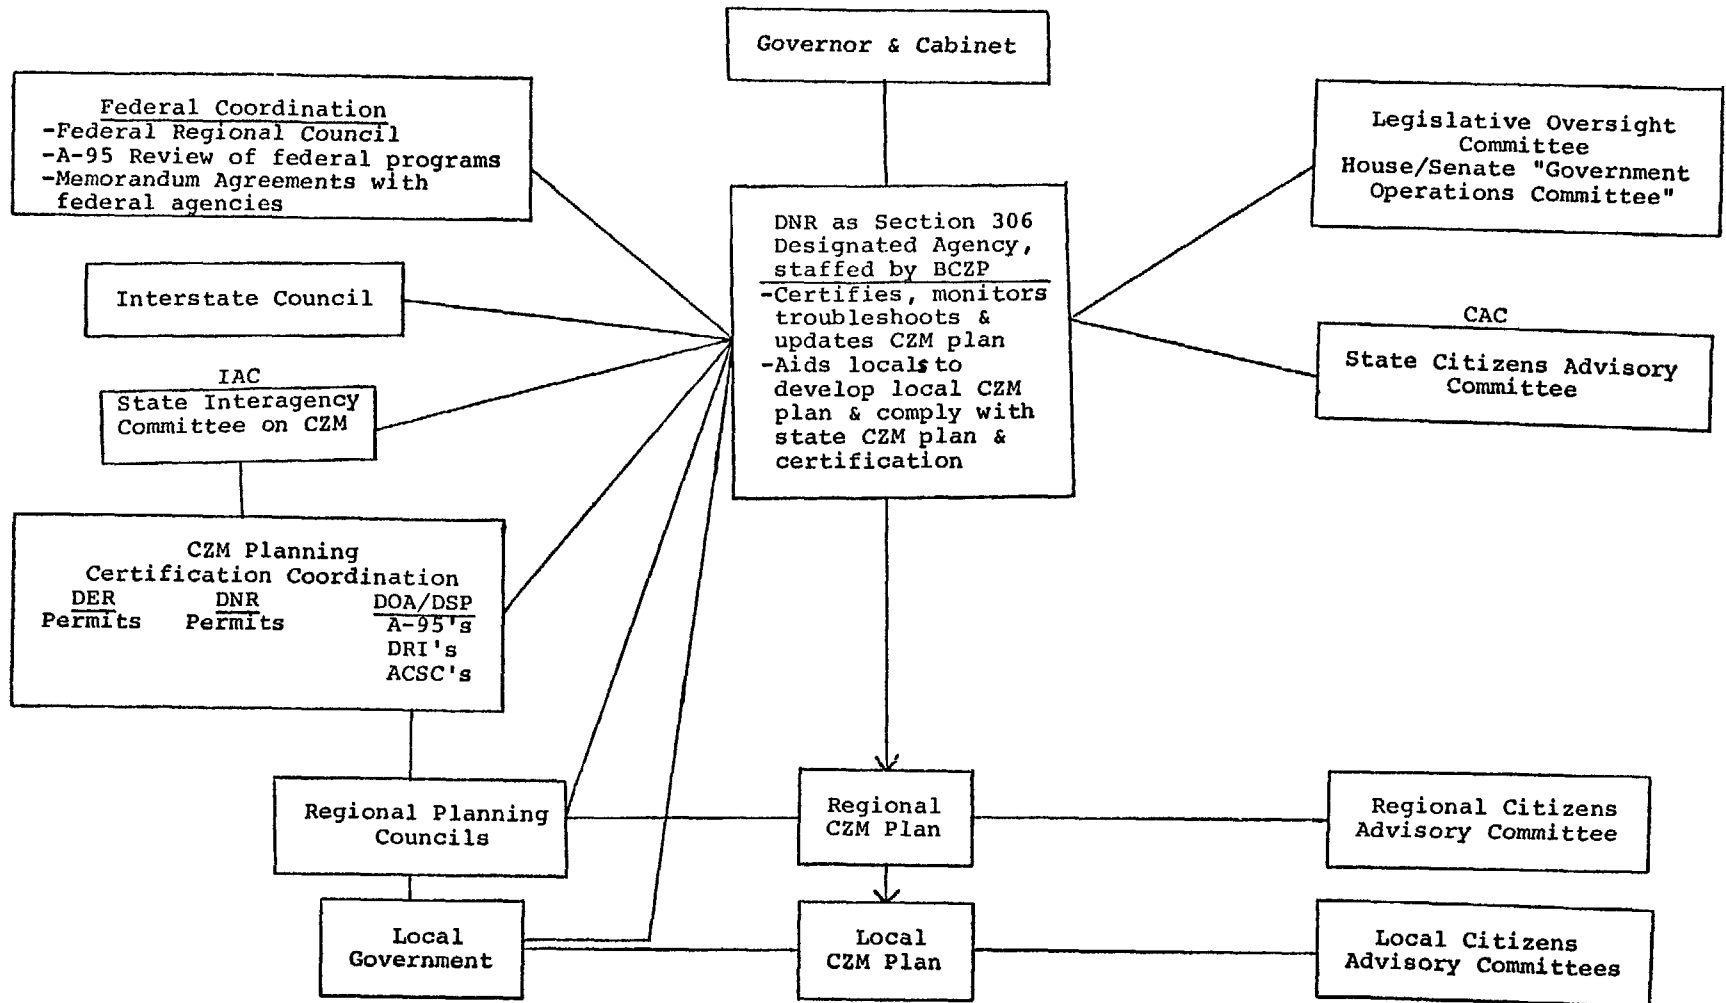 Governor & Cabinet
Federal Coordination
-Federal Regional Council
-A-95 Review of federal programs
-Memorandum Agreements with
federal agencies
Legislative Oversight
Committee
House/Senate "Government
Operations Committee"
DNR as Section 306
Designated Agency,
staffed by BCZP
-Certifies, monitors
troubleshoots &
updates CZM plan
-Aids locals to
develop local CZM
plan & comply with
state CZM plan &
certification
Interstate Council
CAC
State Citizens Advisory
Committee
IAC
State Interagency
Committee on CZM
CZM Planning
Certification Coordination
DER DNR DOA/DSP
Permits Permits A-95's
DRI's
ACSC's
Regional Planning
Councils
Regional
CZM Plan
Regional Citizens
Advisory Committee
Local
Government
Local
CZM Plan
Local Citizens
Advisory Committees